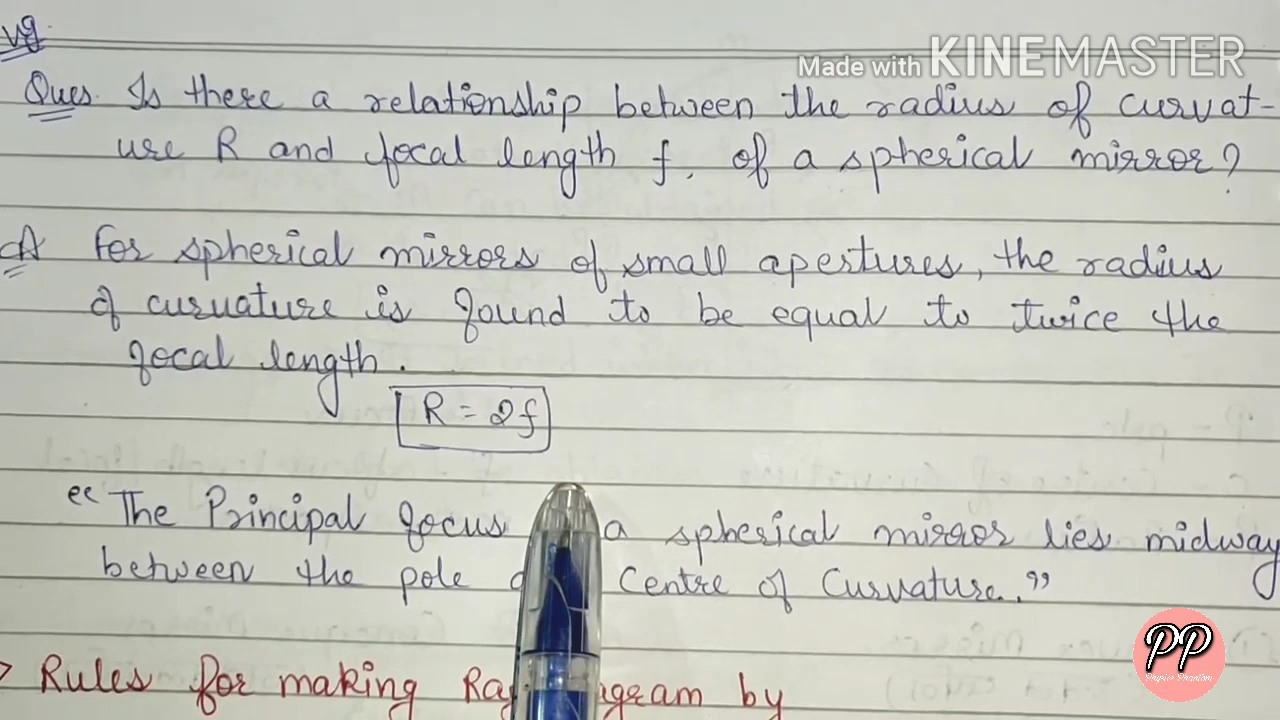 vg.
Made with KINEMASTER
Ques. Is there a relationship between the radius of curvat-
ure R and focal length f. of a spherical mirror?
A For spherical mirrors of small apertures, the radius
of curvature is found to be equal to twice the
focal length.
R = 2f
"The Principal focus a spherical mirror lies midway
between the pole Centre of Curvature."
Rules for making by
PP
Physics Phantom